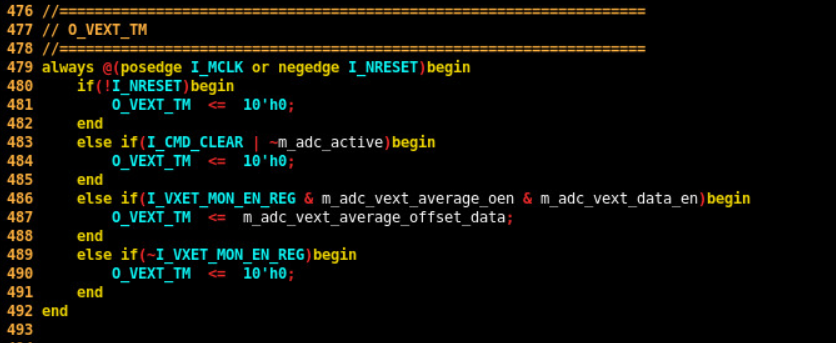 476 //===================================================================
477 // O_VEXT_TM
478 //===================================================================
479 always @(posedge I_MCLK or negedge I_NRESET)begin
480     if(!I_NRESET)begin
481         O_VEXT_TM  <=  10'h0;
482     end
483     else if(I_CMD_CLEAR | ~m_adc_active)begin
484         O_VEXT_TM  <=  10'h0;
485     end
486     else if(I_VXET_MON_EN_REG & m_adc_vext_average_oen & m_adc_vext_data_en)begin
487         O_VEXT_TM  <=  m_adc_vext_average_offset_data;
488     end
489     else if(~I_VXET_MON_EN_REG)begin
490         O_VEXT_TM  <=  10'h0;
491     end
492 end
493